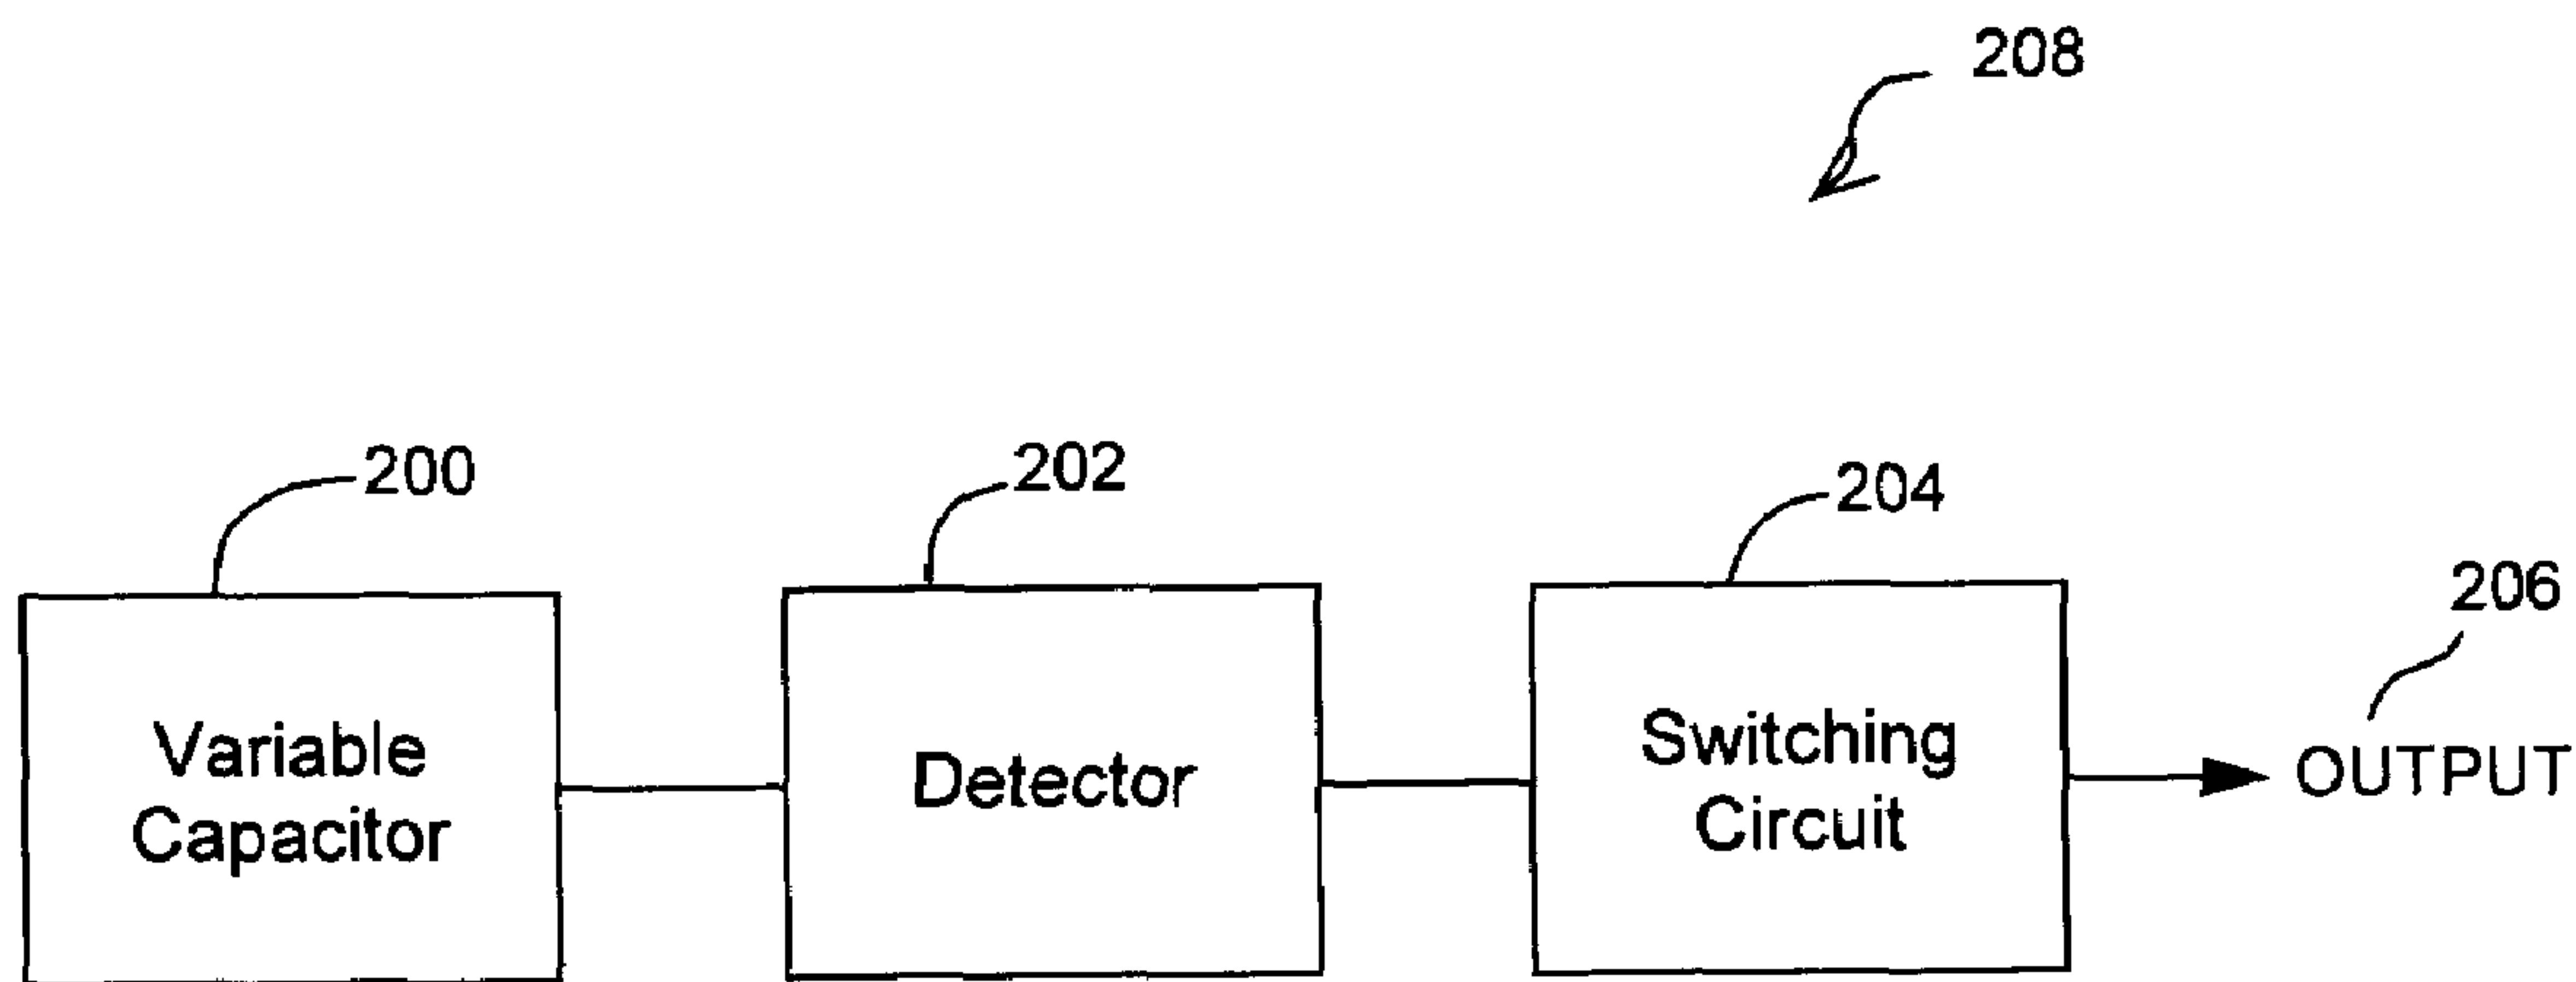 208
200
202
204
206
Variable
Capacitor
Detector
Switching
Circuit
OUTPUT